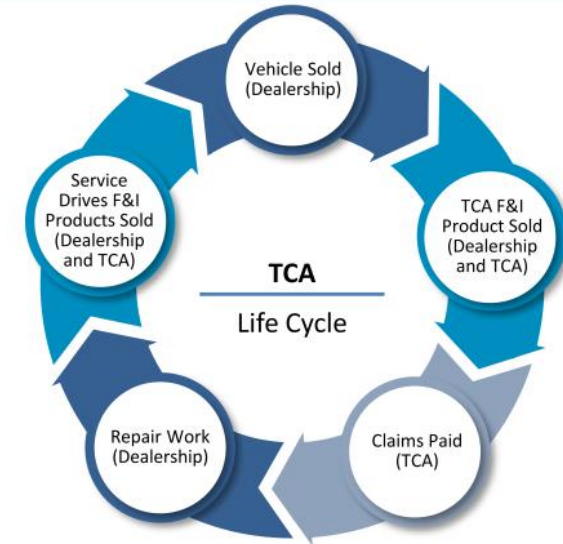 Vehicle Sold
(Dealership)
TCA F&I
Product Sold
(Dealership
and TCA)
Claims Paid
(TCA)
Repair Work
(Dealership)
Service
Drives F&I
Products Sold
(Dealership
and TCA)
TCA
Life Cycle